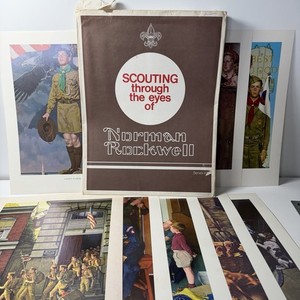 SCOUTING
through
the eyes
of
Norman
Rockwell